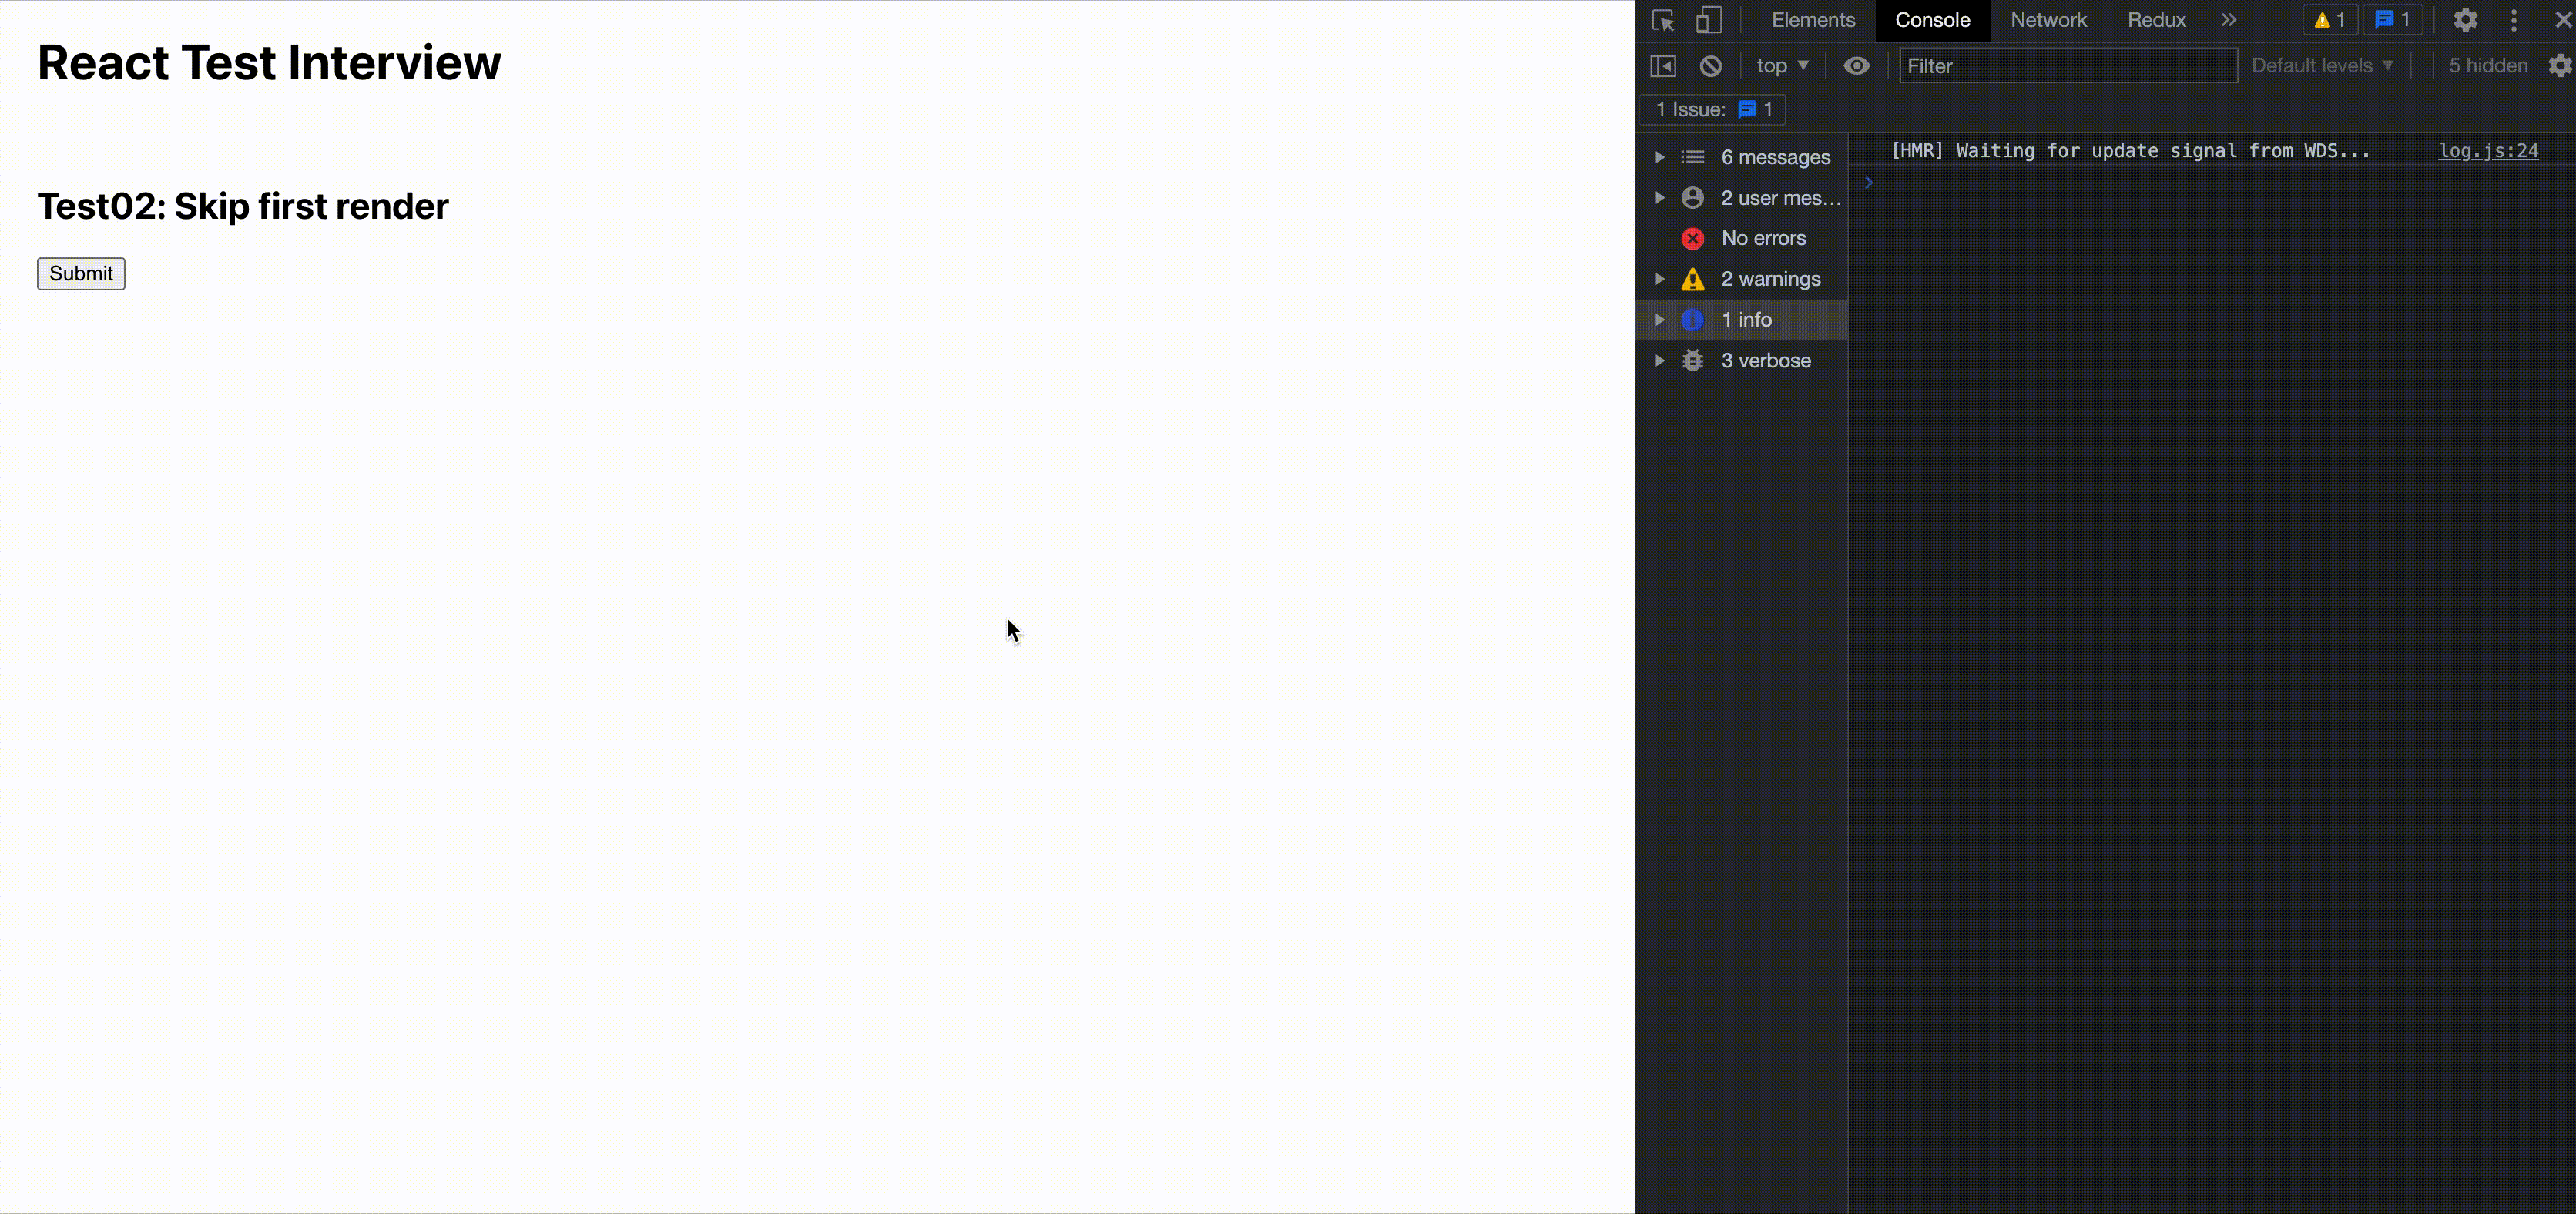 React Test Interview
Test02: Skip first render
Submit
Elements Console Network Redux 1 1
top Filter Default levels 5 hidden
1 Issue: 1
6 messages
2 user mes...
No errors
2 warnings
1 info
3 verbose
[HMR] Waiting for update signal from WDS... log.js:24